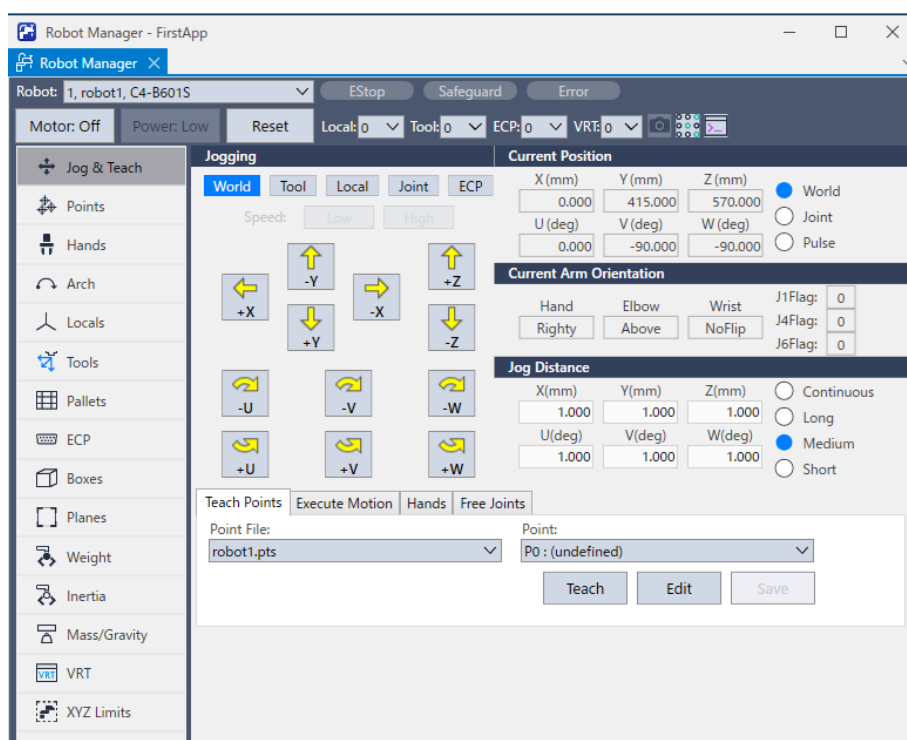 Robot Manager - FirstApp
Robot Manager
Robot: 1, robot1, C4-B601S EStop Safeguard Error
Motor: Off Power: Low Reset Local: 0 Tool: 0 ECP: 0 VRT: 0
Jog & Teach
Points
Hands
Arch
Locals
Tools
Pallets
ECP
Boxes
Planes
Weight
Inertia
Mass/Gravity
VRT
XYZ Limits
Jogging
World Tool Local Joint ECP
Speed: Low High
+X -Y -X +Z
+Y -Z
-U -V -W
+U +V +W
Current Position
X (mm) Y (mm) Z (mm)
0.000 415.000 570.000
U (deg) V (deg) W (deg)
0.000 -90.000 -90.000
World
Joint
Pulse
Current Arm Orientation
Hand Elbow Wrist
Righty Above NoFlip
J1Flag: 0
J4Flag: 0
J6Flag: 0
Jog Distance
X(mm) Y(mm) Z(mm)
1.000 1.000 1.000
U(deg) V(deg) W(deg)
1.000 1.000 1.000
Continuous
Long
Medium
Short
Teach Points Execute Motion Hands Free Joints
Point File: Point:
robot1.pts P0 : (undefined)
Teach Edit Save